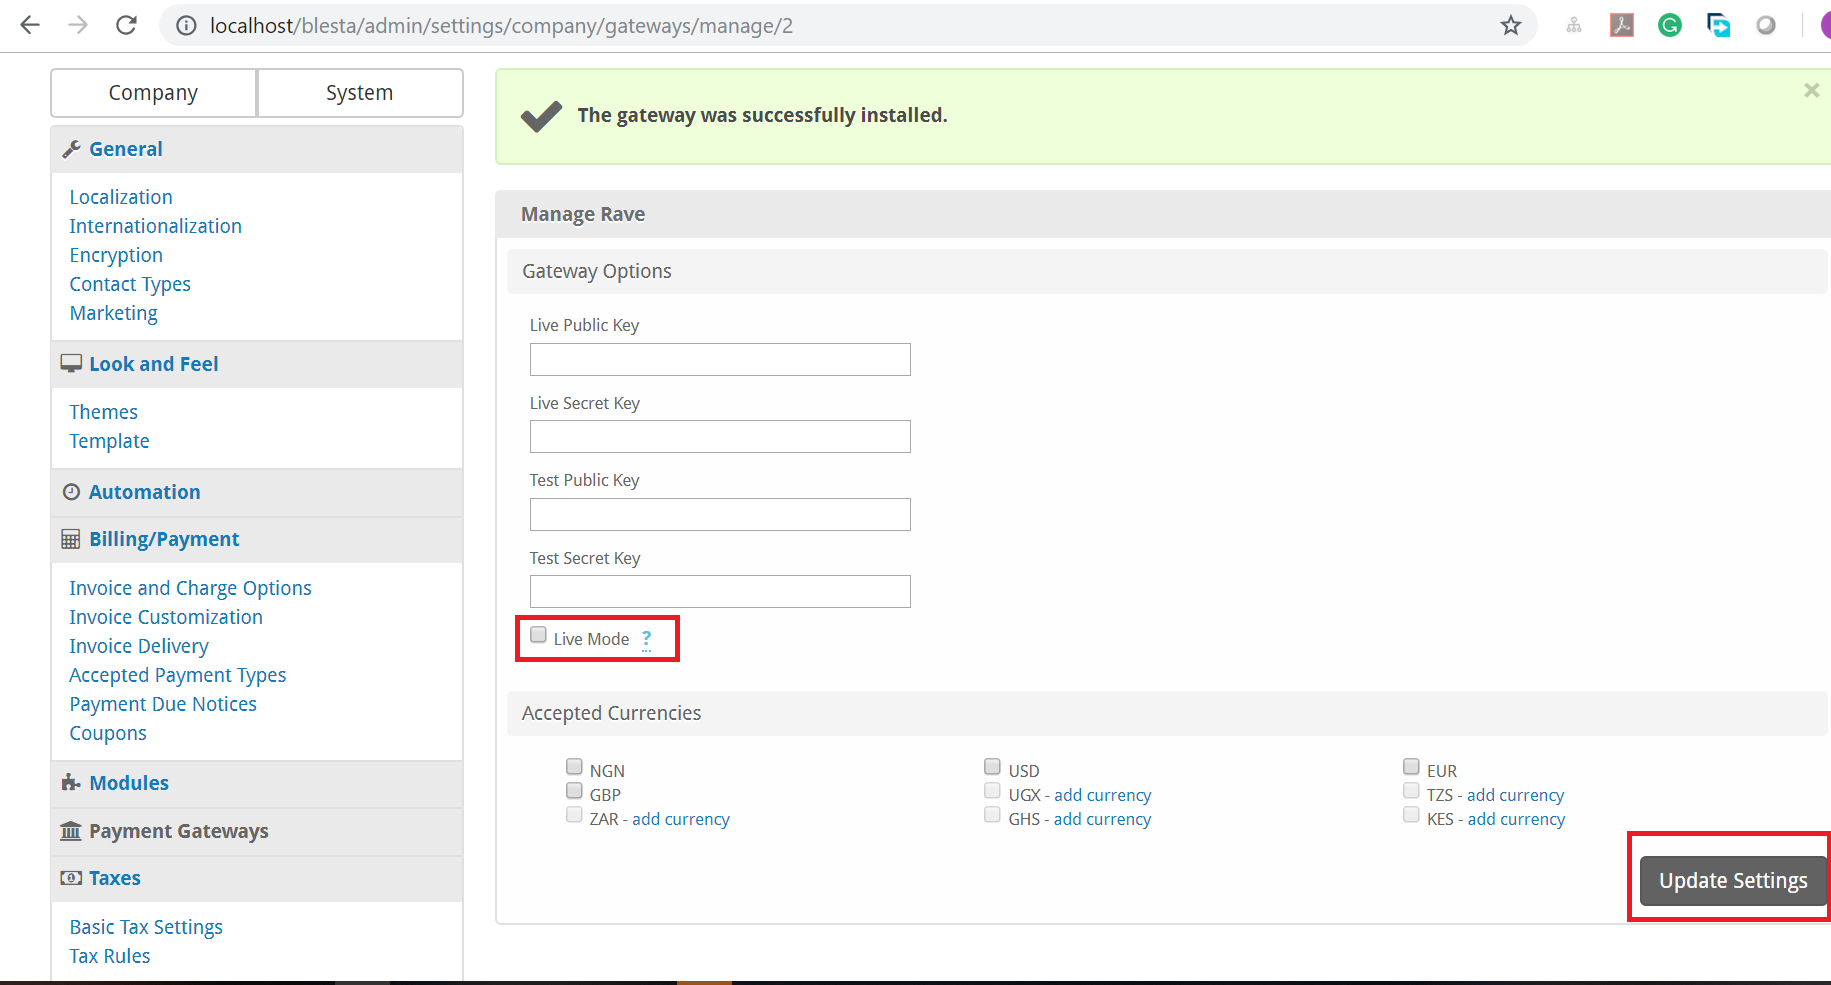 localhost/blesta/admin/settings/company/gateways/manage/2
Company
System
General
Localization
Internationalization
Encryption
Contact Types
Marketing
Look and Feel
Themes
Template
Automation
Billing/Payment
Invoice and Charge Options
Invoice Customization
Invoice Delivery
Accepted Payment Types
Payment Due Notices
Coupons
Modules
Payment Gateways
Taxes
Basic Tax Settings
Tax Rules
The gateway was successfully installed.
Manage Rave
Gateway Options
Live Public Key
Live Secret Key
Test Public Key
Test Secret Key
Live Mode ?
Accepted Currencies
NGN USD EUR
GBP UGX - add currency TZS - add currency
ZAR - add currency GHS - add currency KES - add currency
Update Settings